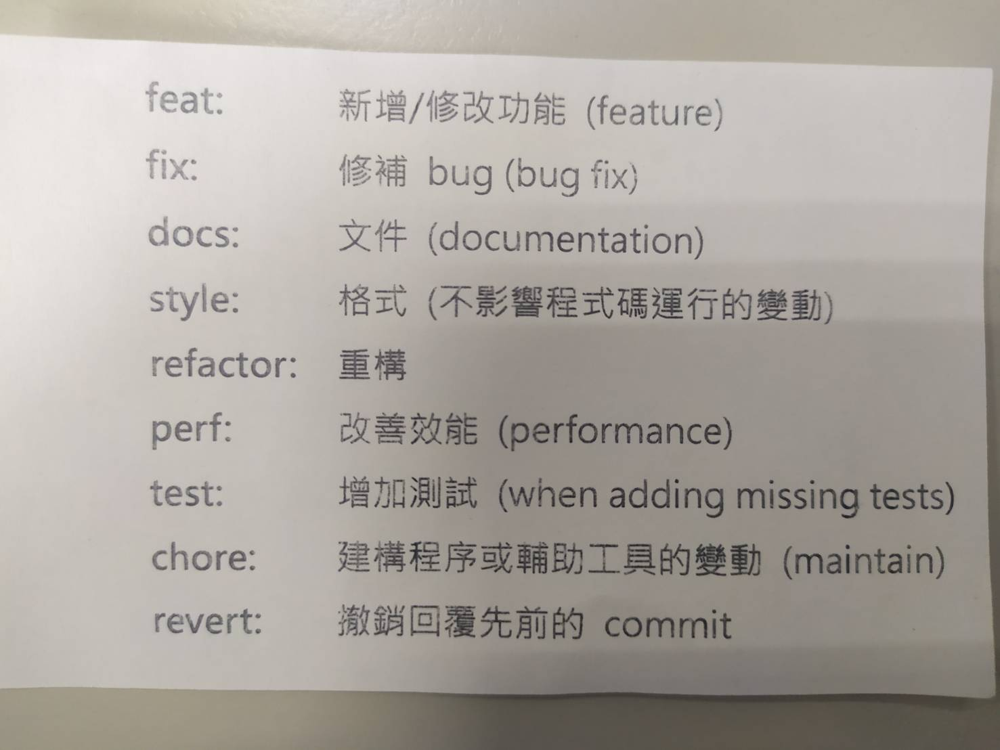 feat: 新增/修改功能 (feature)
fix: 修補 bug (bug fix)
docs: 文件 (documentation)
style: 格式 (不影響程式碼運行的變動)
refactor: 重構
perf: 改善效能 (performance)
test: 增加測試 (when adding missing tests)
chore: 建構程序或輔助工具的變動 (maintain)
revert: 撤銷回覆先前的 commit